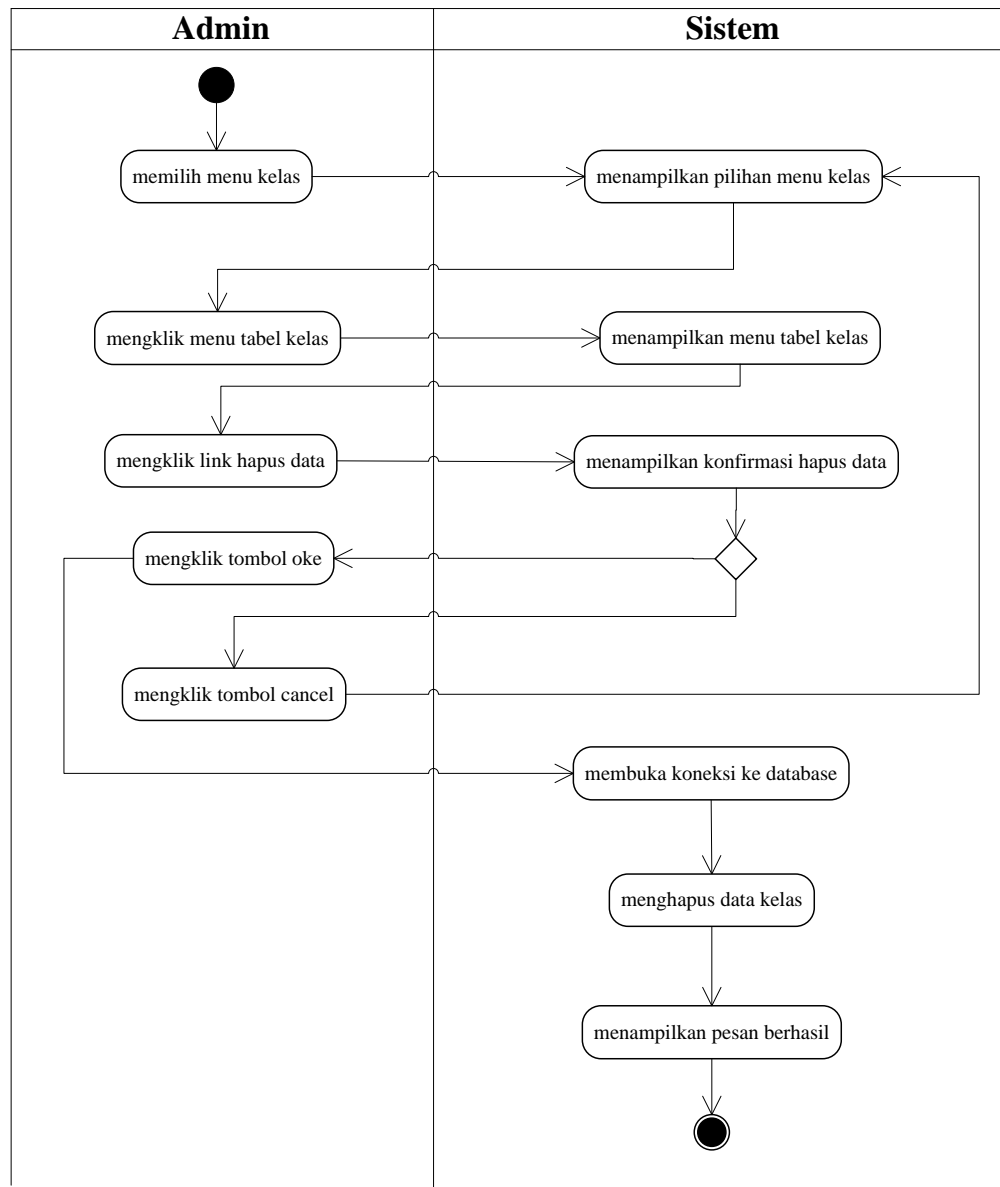 Admin
Sistem
memilih menu kelas
menampilkan pilihan menu kelas
mengklik menu tabel kelas
menampilkan menu tabel kelas
mengklik link hapus data
menampilkan konfirmasi hapus data
mengklik tombol oke
mengklik tombol cancel
membuka koneksi ke database
menghapus data kelas
menampilkan pesan berhasil